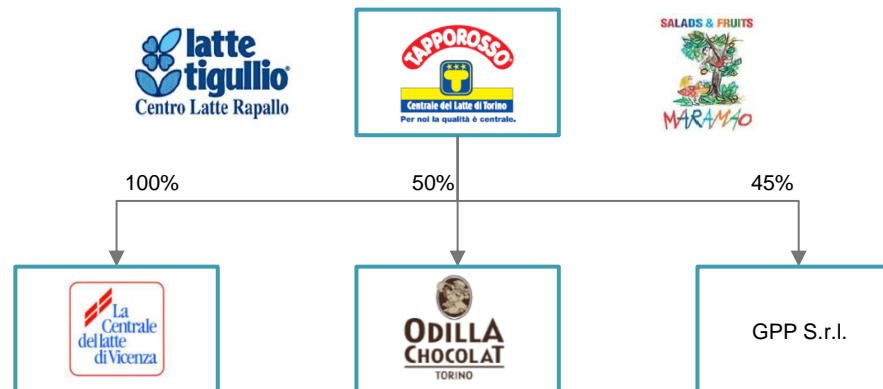 latte
tigullio®
Centro Latte Rapallo
TAPPOROSSO
Centrale del Latte di Torino
Per noi la qualità è centrale.
SALADS & FRUITS
MARAMAO
100%
50%
45%
La
Centrale
del latte
di Vicenza
ODILLA
CHOCOLAT
TORINO
GPP S.r.l.